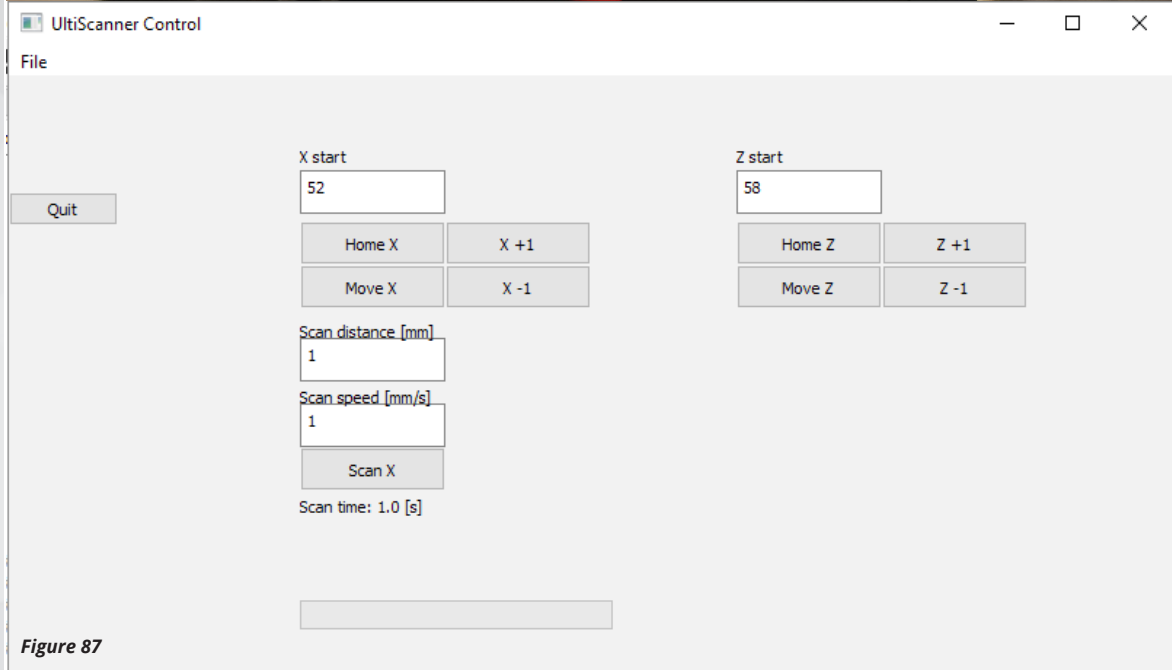 UltiScanner Control
File
X start
Z start
52
58
Quit
Home X
X +1
Home Z
Z +1
Move X
X -1
Move Z
Z -1
Scan distance [mm]
1
Scan speed [mm/s]
1
Scan X
Scan time: 1.0 [s]
Figure 87